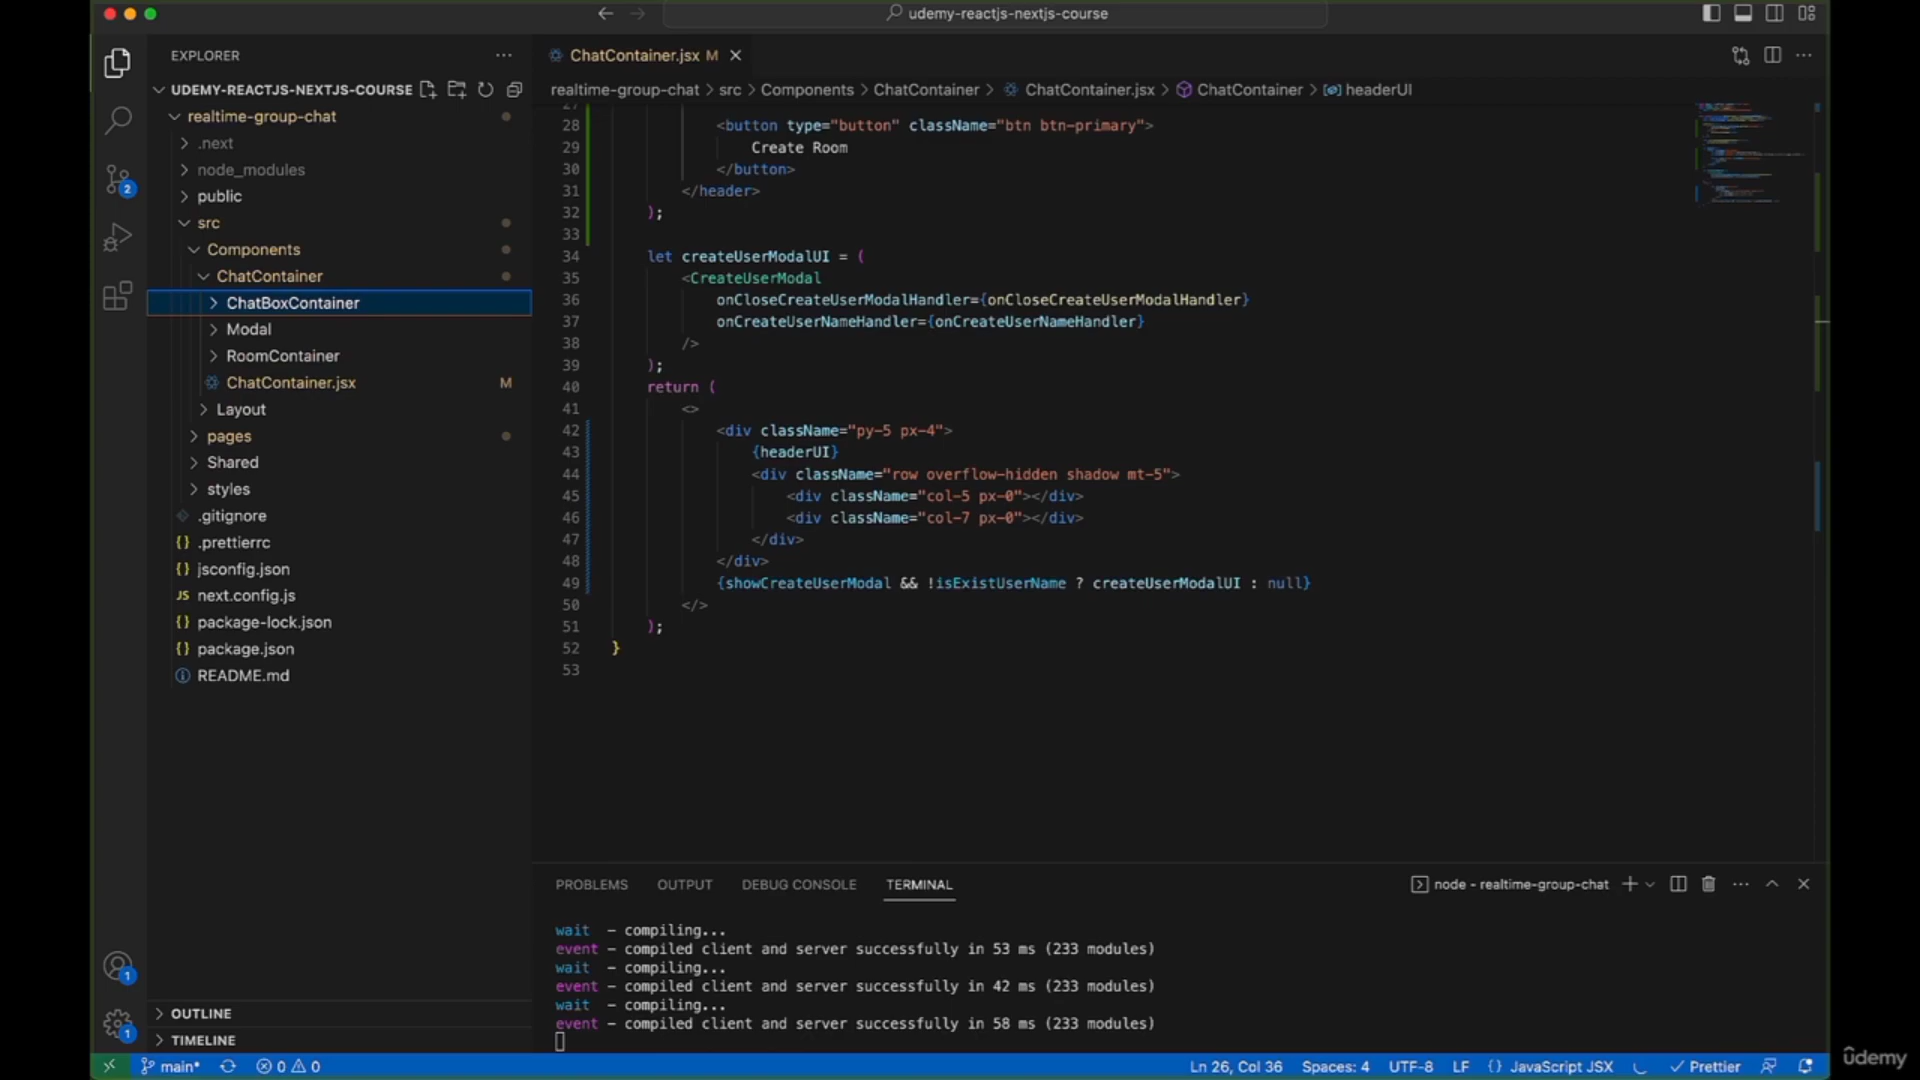 udemy-reactjs-nextjs-course
EXPLORER
UDEMY-REACTJS-NEXTJS-COURSE
realtime-group-chat
.next
node_modules
public
src
Components
ChatContainer
ChatBoxContainer
Modal
RoomContainer
ChatContainer.jsx M
Layout
pages
Shared
styles
.gitignore
{} .prettierrc
{} jsconfig.json
JS next.config.js
{} package-lock.json
{} package.json
README.md
OUTLINE
TIMELINE
2
1
1
ChatContainer.jsx M
realtime-group-chat > src > Components > ChatContainer > ChatContainer.jsx > ChatContainer > headerUI
27
28 <button type="button" className="btn btn-primary">
29 Create Room
30 </button>
31 </header>
32 );
33
34 let createUserModalUI = (
35 <CreateUserModal
36 onCloseCreateUserModalHandler={onCloseCreateUserModalHandler}
37 onCreateUserNameHandler={onCreateUserNameHandler}
38 />
39 );
40 return (
41 <>
42 <div className="py-5 px-4">
43 {headerUI}
44 <div className="row overflow-hidden shadow mt-5">
45 <div className="col-5 px-0"></div>
46 <div className="col-7 px-0"></div>
47 </div>
48 </div>
49 {showCreateUserModal && !isExistUserName ? createUserModalUI : null}
50 </>
51 );
52 }
53
PROBLEMS OUTPUT DEBUG CONSOLE TERMINAL
node - realtime-group-chat
wait - compiling...
event - compiled client and server successfully in 53 ms (233 modules)
wait - compiling...
event - compiled client and server successfully in 42 ms (233 modules)
wait - compiling...
event - compiled client and server successfully in 58 ms (233 modules)
main* 0 0
Ln 26, Col 36 Spaces: 4 UTF-8 LF {} JavaScript JSX Prettier
ûdemy